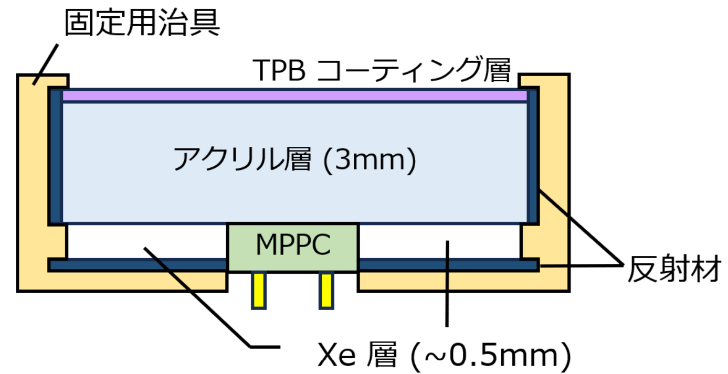 固定用治具
TPB コーティング層
アクリル層 (3mm)
MPPC
反射材
Xe 層 (~0.5mm)